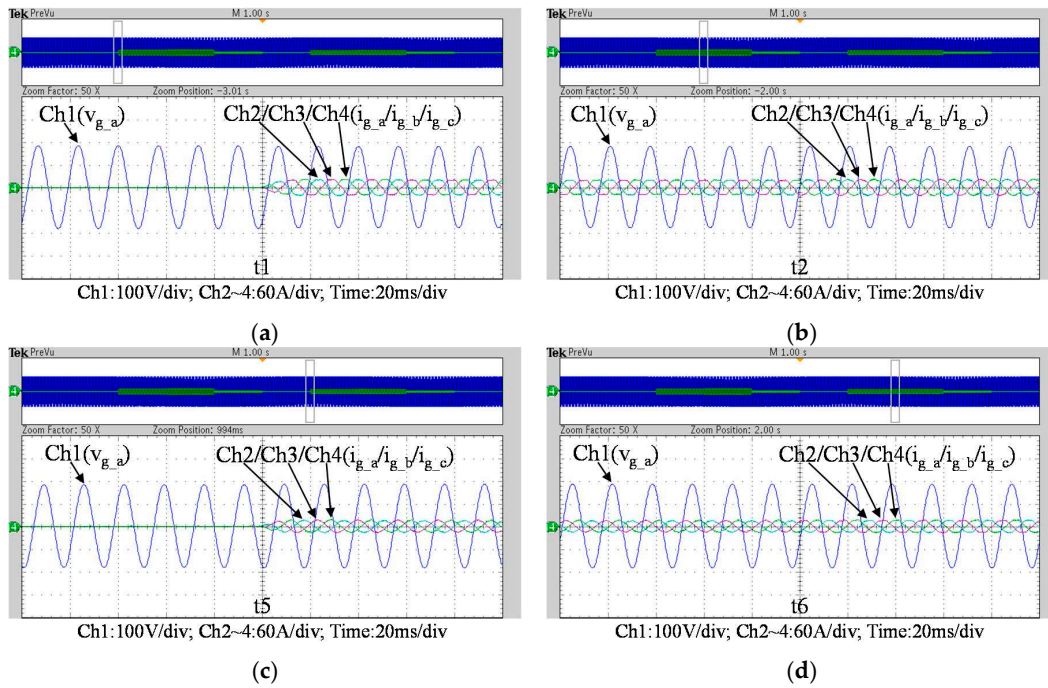 Tek PreVu M 1.00 s
Zoom Factor: 50 X Zoom Position: -3.01 s
Ch1(v_g_a) Ch2/Ch3/Ch4(i_g_a/i_g_b/i_g_c)
t1
Ch1:100V/div; Ch2~4:60A/div; Time:20ms/div
(a)
Tek PreVu M 1.00 s
Zoom Factor: 50 X Zoom Position: -2.00 s
Ch1(v_g_a) Ch2/Ch3/Ch4(i_g_a/i_g_b/i_g_c)
t2
Ch1:100V/div; Ch2~4:60A/div; Time:20ms/div
(b)
Tek PreVu M 1.00 s
Zoom Factor: 50 X Zoom Position: 994ms
Ch1(v_g_a) Ch2/Ch3/Ch4(i_g_a/i_g_b/i_g_c)
t5
Ch1:100V/div; Ch2~4:60A/div; Time:20ms/div
(c)
Tek PreVu M 1.00 s
Zoom Factor: 50 X Zoom Position: 2.00 s
Ch1(v_g_a) Ch2/Ch3/Ch4(i_g_a/i_g_b/i_g_c)
t6
Ch1:100V/div; Ch2~4:60A/div; Time:20ms/div
(d)